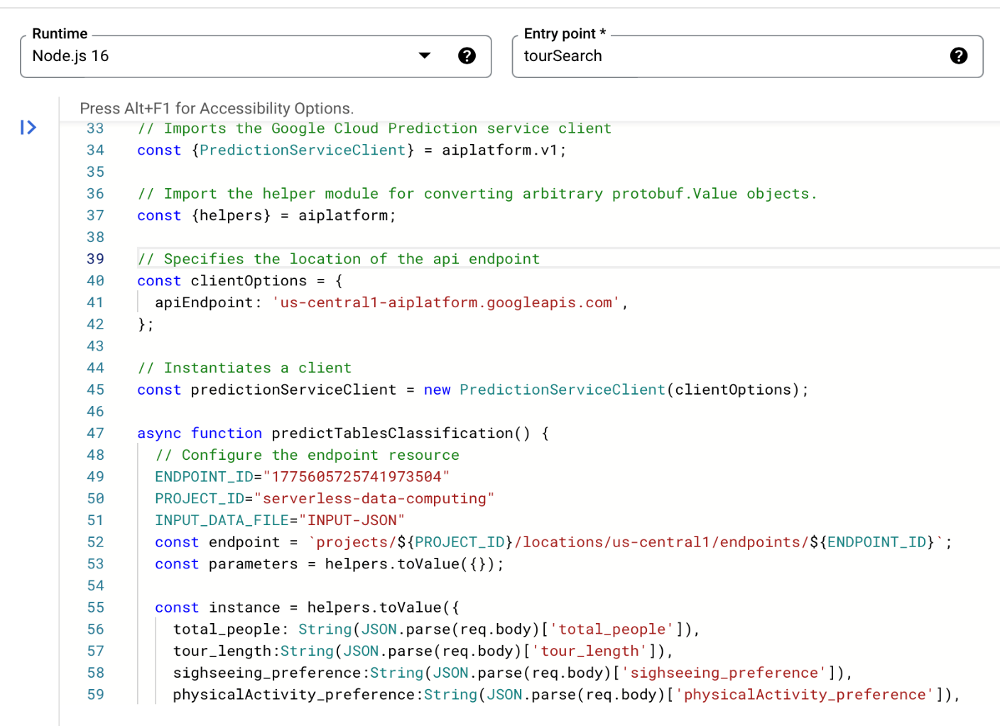 Runtime
Node.js 16
Entry point *
tourSearch
Press Alt+F1 for Accessibility Options.
33 // Imports the Google Cloud Prediction service client
34 const {PredictionServiceClient} = aiplatform.v1;
35
36 // Import the helper module for converting arbitrary protobuf.Value objects.
37 const {helpers} = aiplatform;
38
39 // Specifies the location of the api endpoint
40 const clientOptions = {
41 apiEndpoint: 'us-central1-aiplatform.googleapis.com',
42 };
43
44 // Instantiates a client
45 const predictionServiceClient = new PredictionServiceClient(clientOptions);
46
47 async function predictTablesClassification() {
48 // Configure the endpoint resource
49 ENDPOINT_ID="1775605725741973504"
50 PROJECT_ID="serverless-data-computing"
51 INPUT_DATA_FILE="INPUT-JSON"
52 const endpoint = `projects/${PROJECT_ID}/locations/us-central1/endpoints/${ENDPOINT_ID}`;
53 const parameters = helpers.toValue({});
54
55 const instance = helpers.toValue({
56 total_people: String(JSON.parse(req.body)['total_people']),
57 tour_length:String(JSON.parse(req.body)['tour_length']),
58 sighseeing_preference:String(JSON.parse(req.body)['sighseeing_preference']),
59 physicalActivity_preference:String(JSON.parse(req.body)['physicalActivity_preference']),